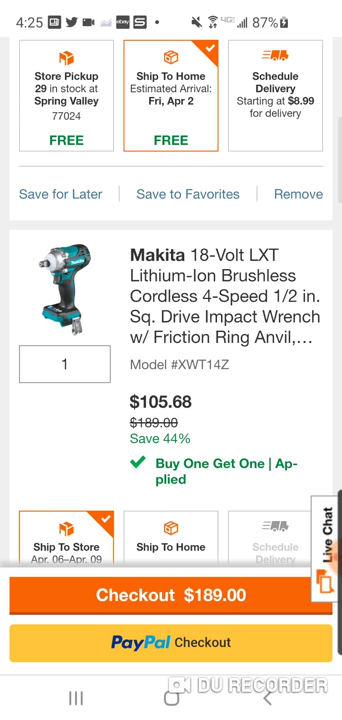 4:25
ebay S
4G
87%
Store Pickup
29 in stock at
Spring Valley
77024
FREE
Ship To Home
Estimated Arrival:
Fri, Apr 2
FREE
Schedule
Delivery
Starting at $8.99
for delivery
Save for Later
Save to Favorites
Remove
Makita 18-Volt LXT
Lithium-Ion Brushless
Cordless 4-Speed 1/2 in.
Sq. Drive Impact Wrench
w/ Friction Ring Anvil,...
1
Model #XWT14Z
$105.68
$189.00
Save 44%
Buy One Get One | Ap-
plied
Ship To Store
Apr. 06–Apr. 09
Ship To Home
Schedule
Delivery
Live Chat
Checkout $189.00
PayPal Checkout
DU RECORDER